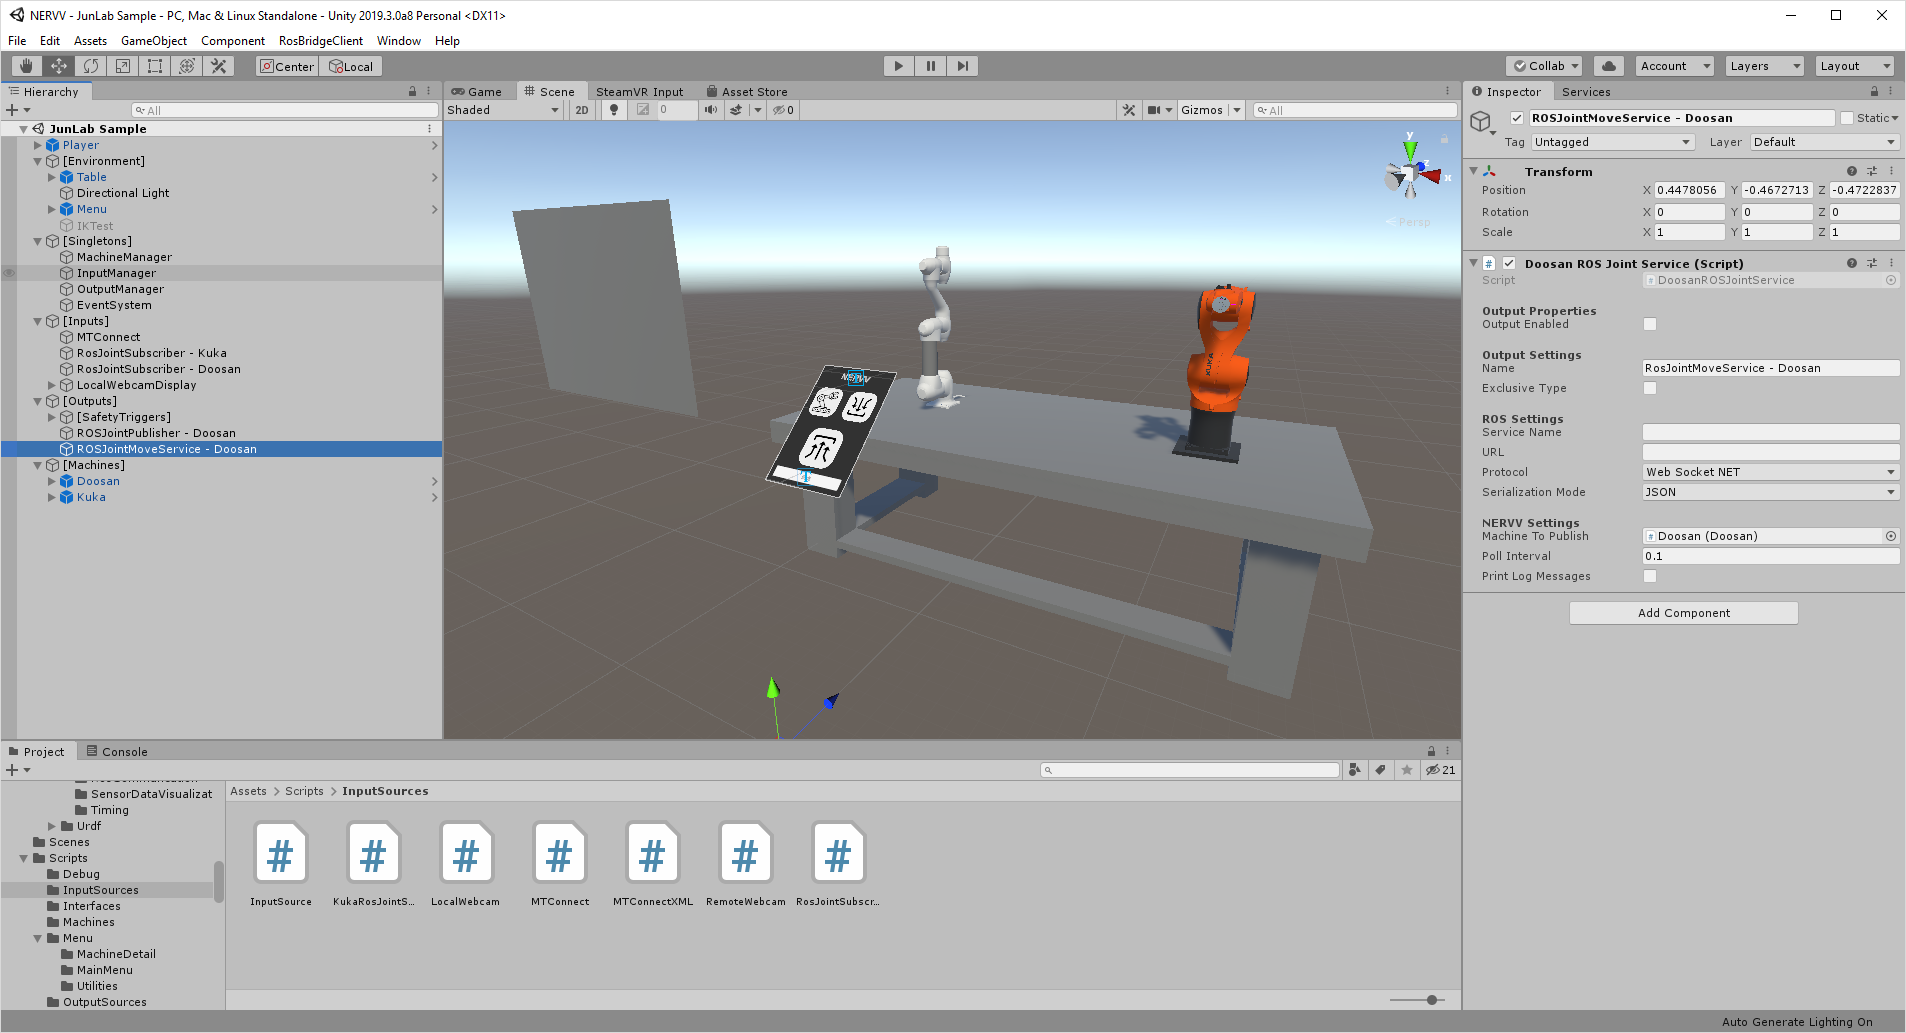 NERVV - JunLab Sample - PC, Mac & Linux Standalone - Unity 2019.3.0a8 Personal <DX11>
File Edit Assets GameObject Component RosBridgeClient Window Help
Center Local Collab Account Layers Layout
Hierarchy
All
JunLab Sample
Player
[Environment]
Table
Directional Light
Menu
IKTest
[Singletons]
MachineManager
InputManager
OutputManager
EventSystem
[Inputs]
MTConnect
RosJointSubscriber - Kuka
RosJointSubscriber - Doosan
LocalWebcamDisplay
[Outputs]
[SafetyTriggers]
ROSJointPublisher - Doosan
ROSJointMoveService - Doosan
[Machines]
Doosan
Kuka
Game Scene SteamVR Input Asset Store
Shaded 2D 0 0 Gizmos All
y
z
x
Persp
NERVV
KUKA
Inspector Services
ROSJointMoveService - Doosan Static
Tag Untagged Layer Default
Transform
Position X 0.4478056 Y -0.4672713 Z -0.4722837
Rotation X 0 Y 0 Z 0
Scale X 1 Y 1 Z 1
# Doosan ROS Joint Service (Script)
Script DoosanROSJointService
Output Properties
Output Enabled
Output Settings
Name RosJointMoveService - Doosan
Exclusive Type
ROS Settings
Service Name
URL
Protocol Web Socket NET
Serialization Mode JSON
NERVV Settings
Machine To Publish Doosan (Doosan)
Poll Interval 0.1
Print Log Messages
Add Component
Project Console
21
SensorDataVisualizat
Timing
Urdf
Scenes
Scripts
Debug
InputSources
Interfaces
Machines
Menu
MachineDetail
MainMenu
Utilities
OutputSources
Assets > Scripts > InputSources
# # # # # # #
InputSource KukaRosJointS... LocalWebcam MTConnect MTConnectXML RemoteWebcam RosJointSubscr...
Auto Generate Lighting On